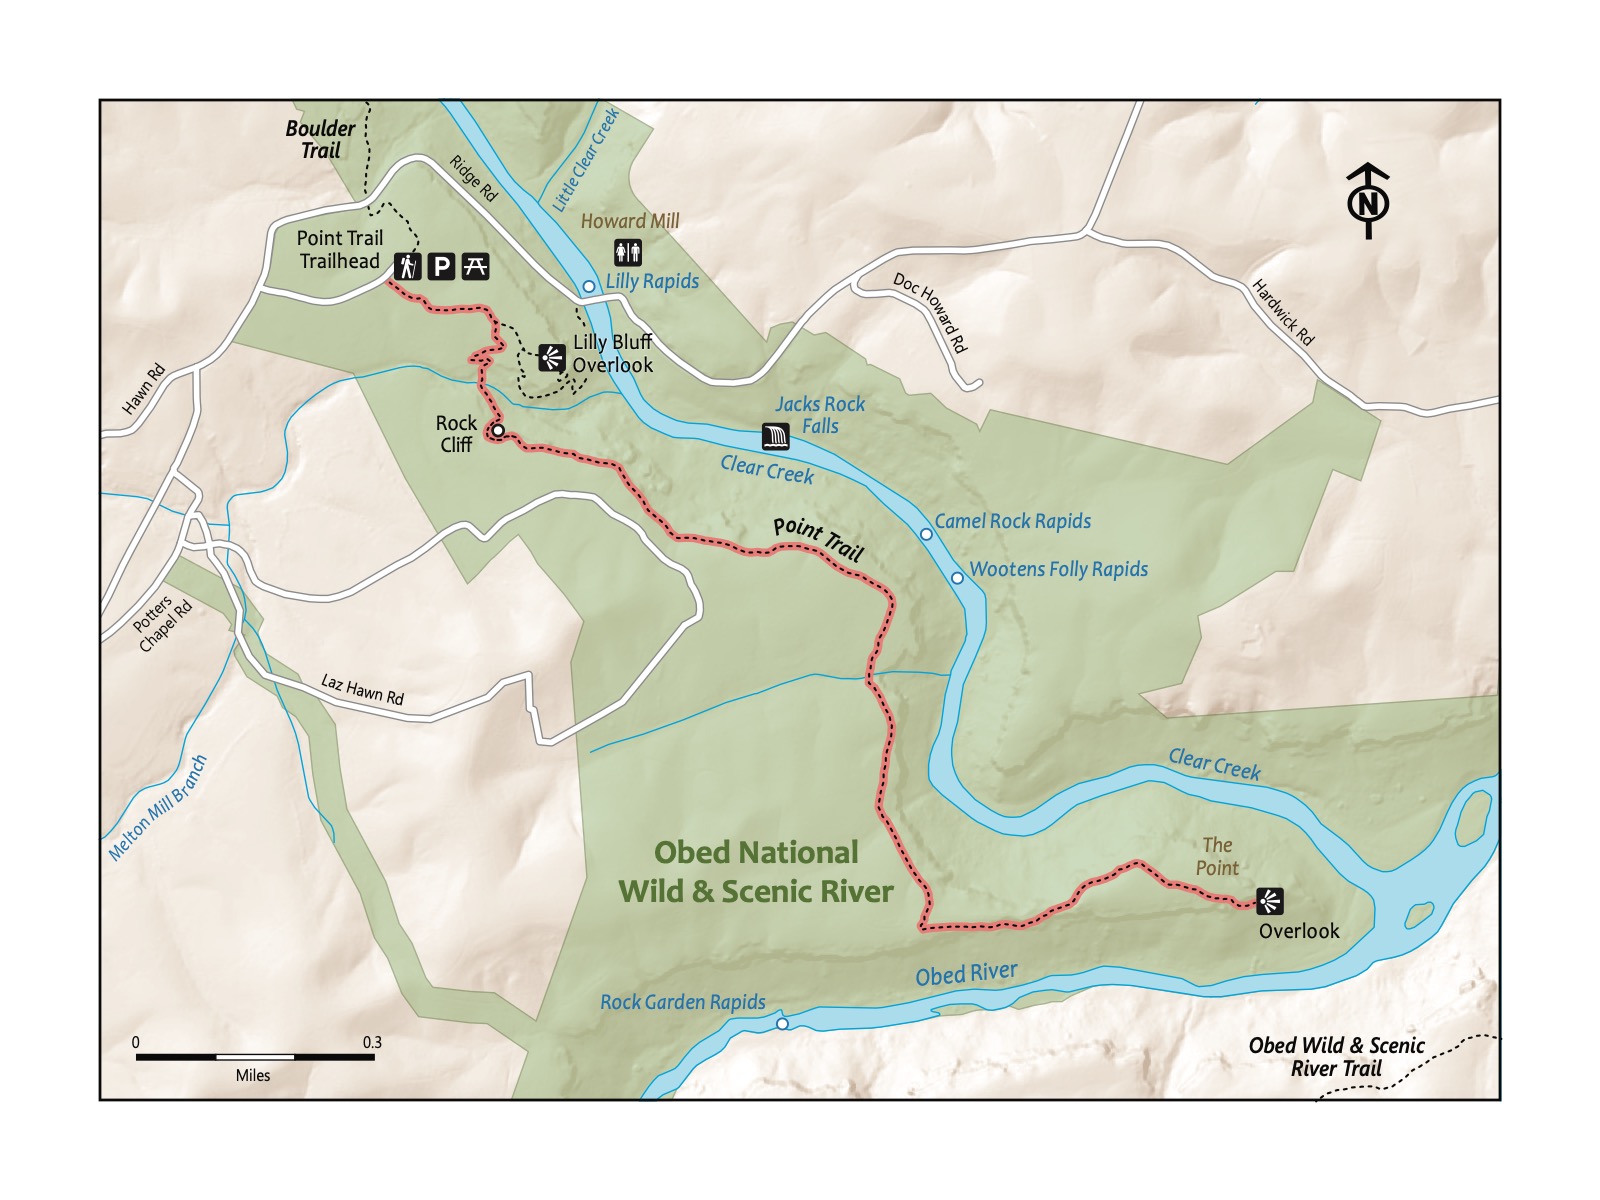 Boulder
Trail
Ridge Rd
Little Clear Creek
Howard Mill
N
Point Trail
Trailhead
P
Lilly Rapids
Doc Howard Rd
Hardwick Rd
Lilly Bluff
Overlook
Hawn Rd
Rock
Cliff
Jacks Rock
Falls
Clear Creek
Camel Rock Rapids
Point Trail
Wootens Folly Rapids
Potters
Chapel Rd
Laz Hawn Rd
Melton Mill Branch
Clear Creek
Obed National
Wild & Scenic River
The
Point
Overlook
Obed River
Rock Garden Rapids
0 0.3
Miles
Obed Wild & Scenic
River Trail